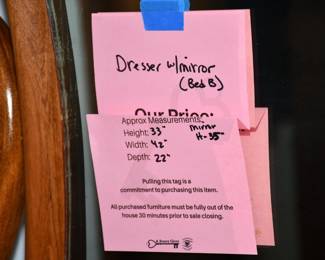 Dresser w/mirror
(Bed B)
Our Price:
Approx Measurements:
Height: 33"
mirror
H-35"
Width: 42"
Depth: 22"
Pulling this tag is a
commitment to purchasing this item.
All purchased furniture must be fully out of the
house 30 minutes prior to sale closing.